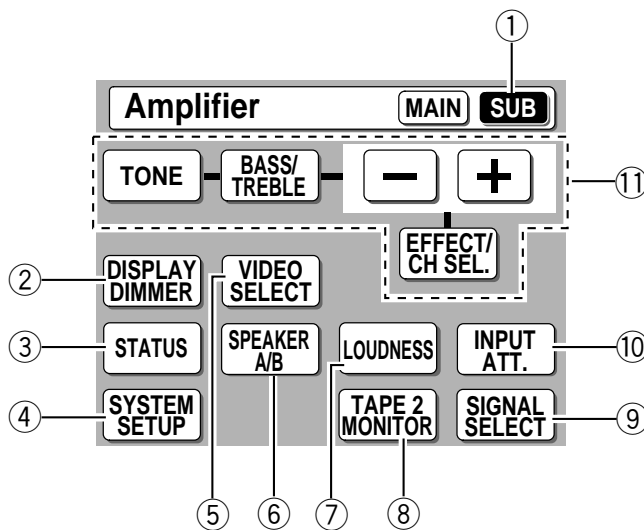 ①
Amplifier MAIN SUB
TONE BASS/ TREBLE − +
⑪
EFFECT/ CH SEL.
② DISPLAY DIMMER VIDEO SELECT
③ STATUS SPEAKER A/B LOUDNESS INPUT ATT. ⑩
④ SYSTEM SETUP TAPE 2 MONITOR SIGNAL SELECT ⑨
⑤ ⑥ ⑦ ⑧